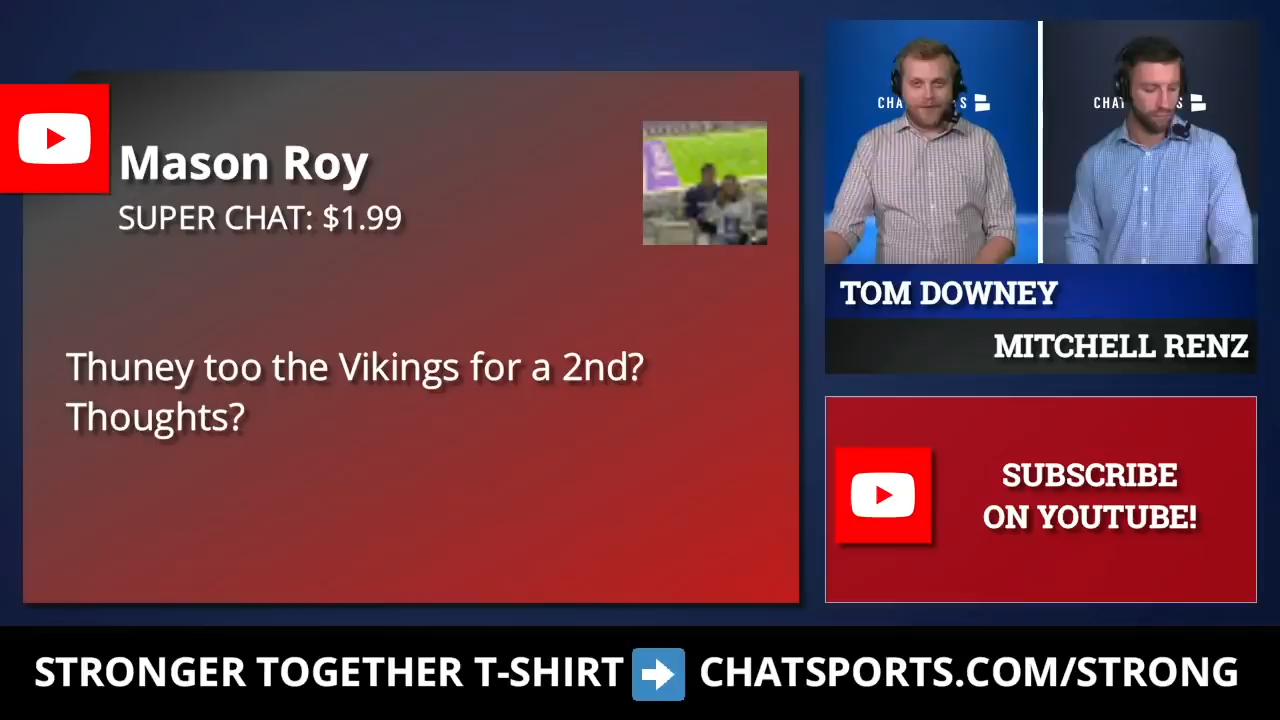 Mason Roy
SUPER CHAT: $1.99
Thuney too the Vikings for a 2nd?
Thoughts?
TOM DOWNEY
MITCHELL RENZ
SUBSCRIBE
ON YOUTUBE!
STRONGER TOGETHER T-SHIRT ➡ CHATSPORTS.COM/STRONG